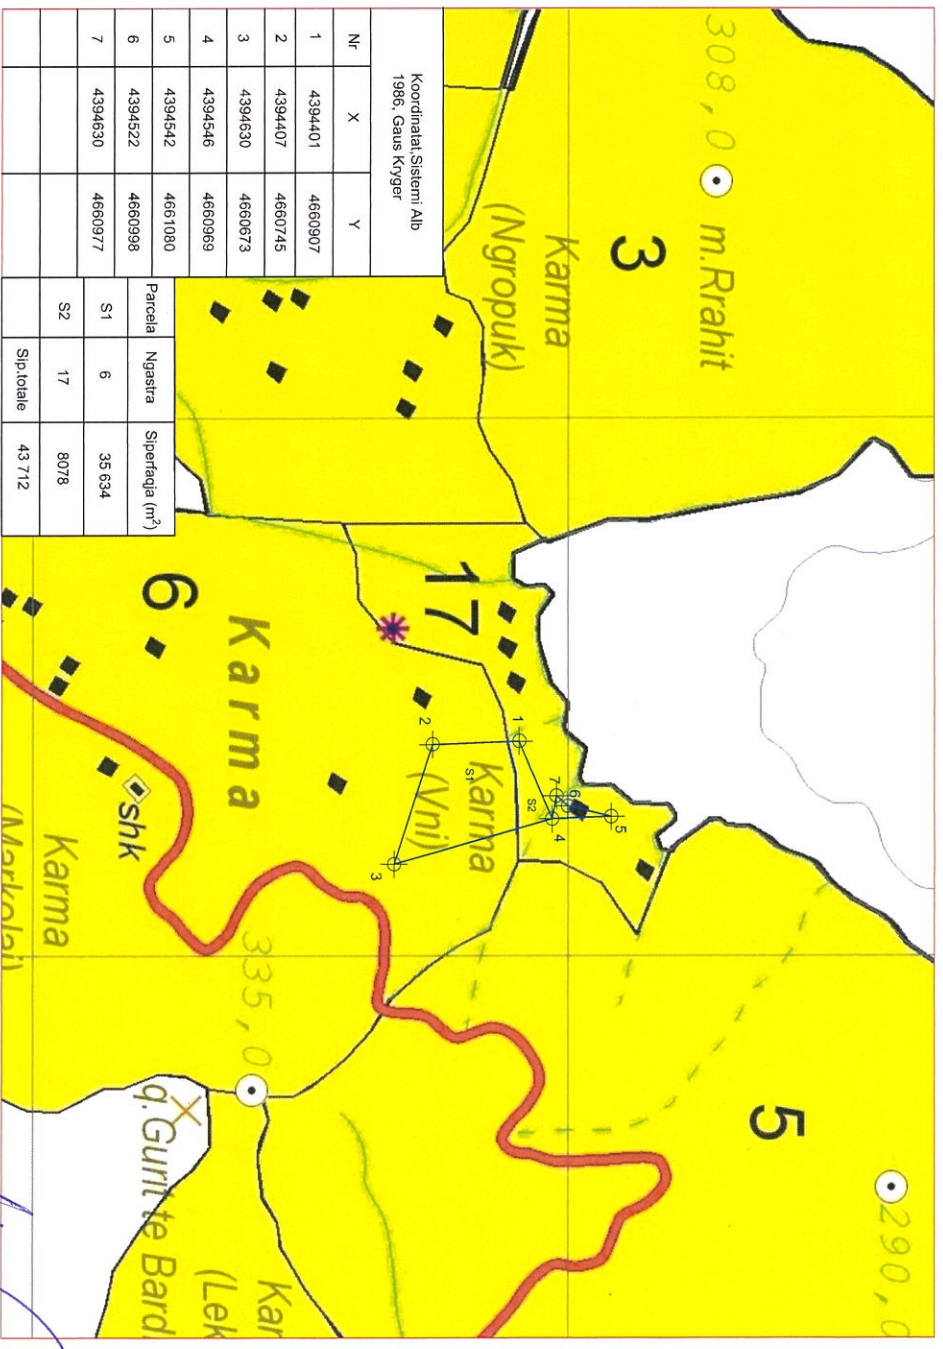 308,0
m.Rrahit
3
Karma
(Ngropuk)
290,0
5
17
Karma
(Vni)
1
2
3
4
5
6
7
S1
S2
6
Karma
shk
Karma
335,0
q.Gurit te Bard
Kar
(Lek
Koordinatat,Sistemi Alb
1986, Gaus Kryger
Nr X Y
1 4394401 4660907
2 4394407 4660745
3 4394630 4660673
4 4394546 4660969
5 4394542 4661080
6 4394522 4660998
7 4394630 4660977
Parcela Ngastra Siperfaqja (m²)
S1 6 35 634
S2 17 8078
Sip.totale 43 712